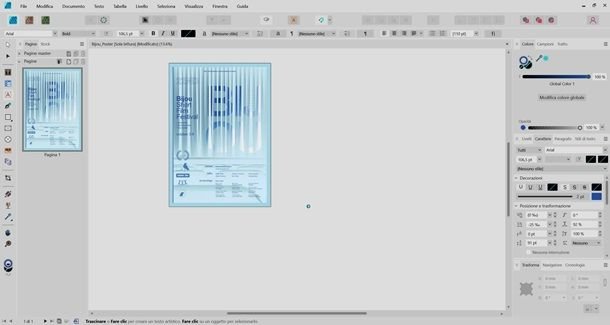 File Modifica Documento Testo Tabella Livello Seleziona Visualizza Finestra Guida
Arial Bold 106,5 pt [Nessuno stile] [Nessuno stile] [110 pt]
Pagine Stock
Bijou_Poster [Sola lettura] [Modificato] (13.4%)
Pagine master
Pagine
Pagina 1
Bijou
Short
Film
Festival
Colore Campioni Tratto
100 %
Global Color 1
Modifica colore globale
Opacità
100 %
Livelli Carattere Paragrafo Stili di testo
Tutti Arial
106,5 pt
[Nessuno stile]
Decorazioni
U U U S S S
2 pt
Posizione e trasformazione
(0 ‰) 0°
-25 ‰ 92 %
0 pt 100 %
91 pt Nessuno
Nessuna interruzione
Trasforma Navigatore Cronologia
X: 0 mm 0 mm
Y: 0 mm 0 mm
0 ° 0 °
1 di 1
Trascinare o Fare clic per creare un testo artistico. Fare clic su un oggetto per selezionarlo.